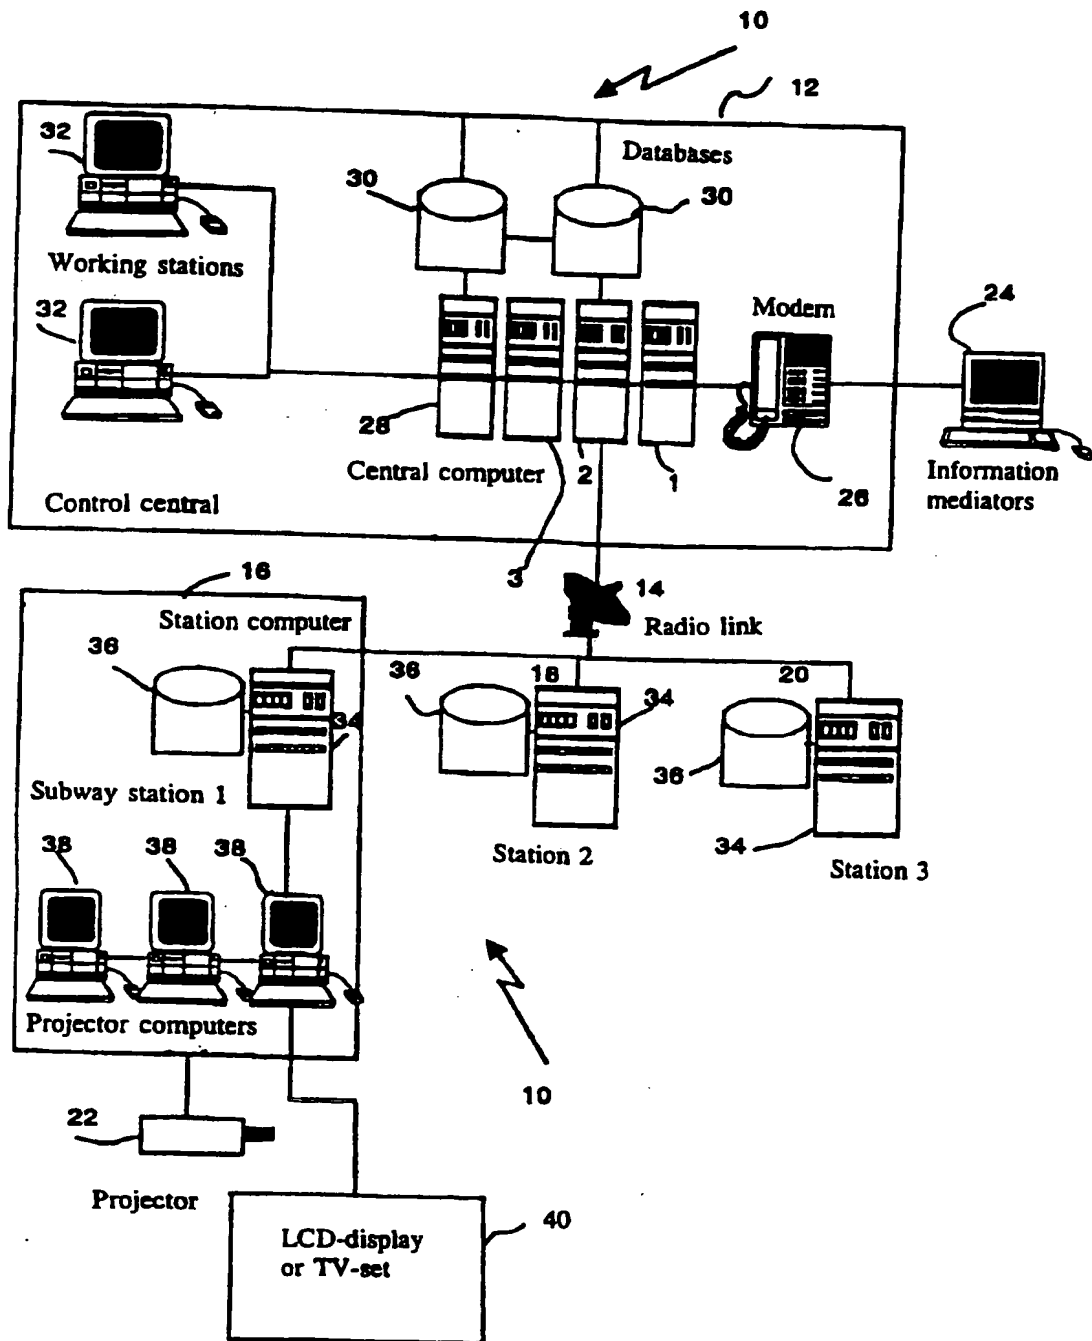 10
12
32
Databases
30
30
Working stations
32
Modem
24
28
2
1
Central computer
26
Information
mediators
Control central
3
14
16
Radio link
Station computer
36
18
20
36
34
34
36
Subway station 1
34
Station 2
Station 3
38
38
38
Projector computers
10
22
Projector
40
LCD-display
or TV-set